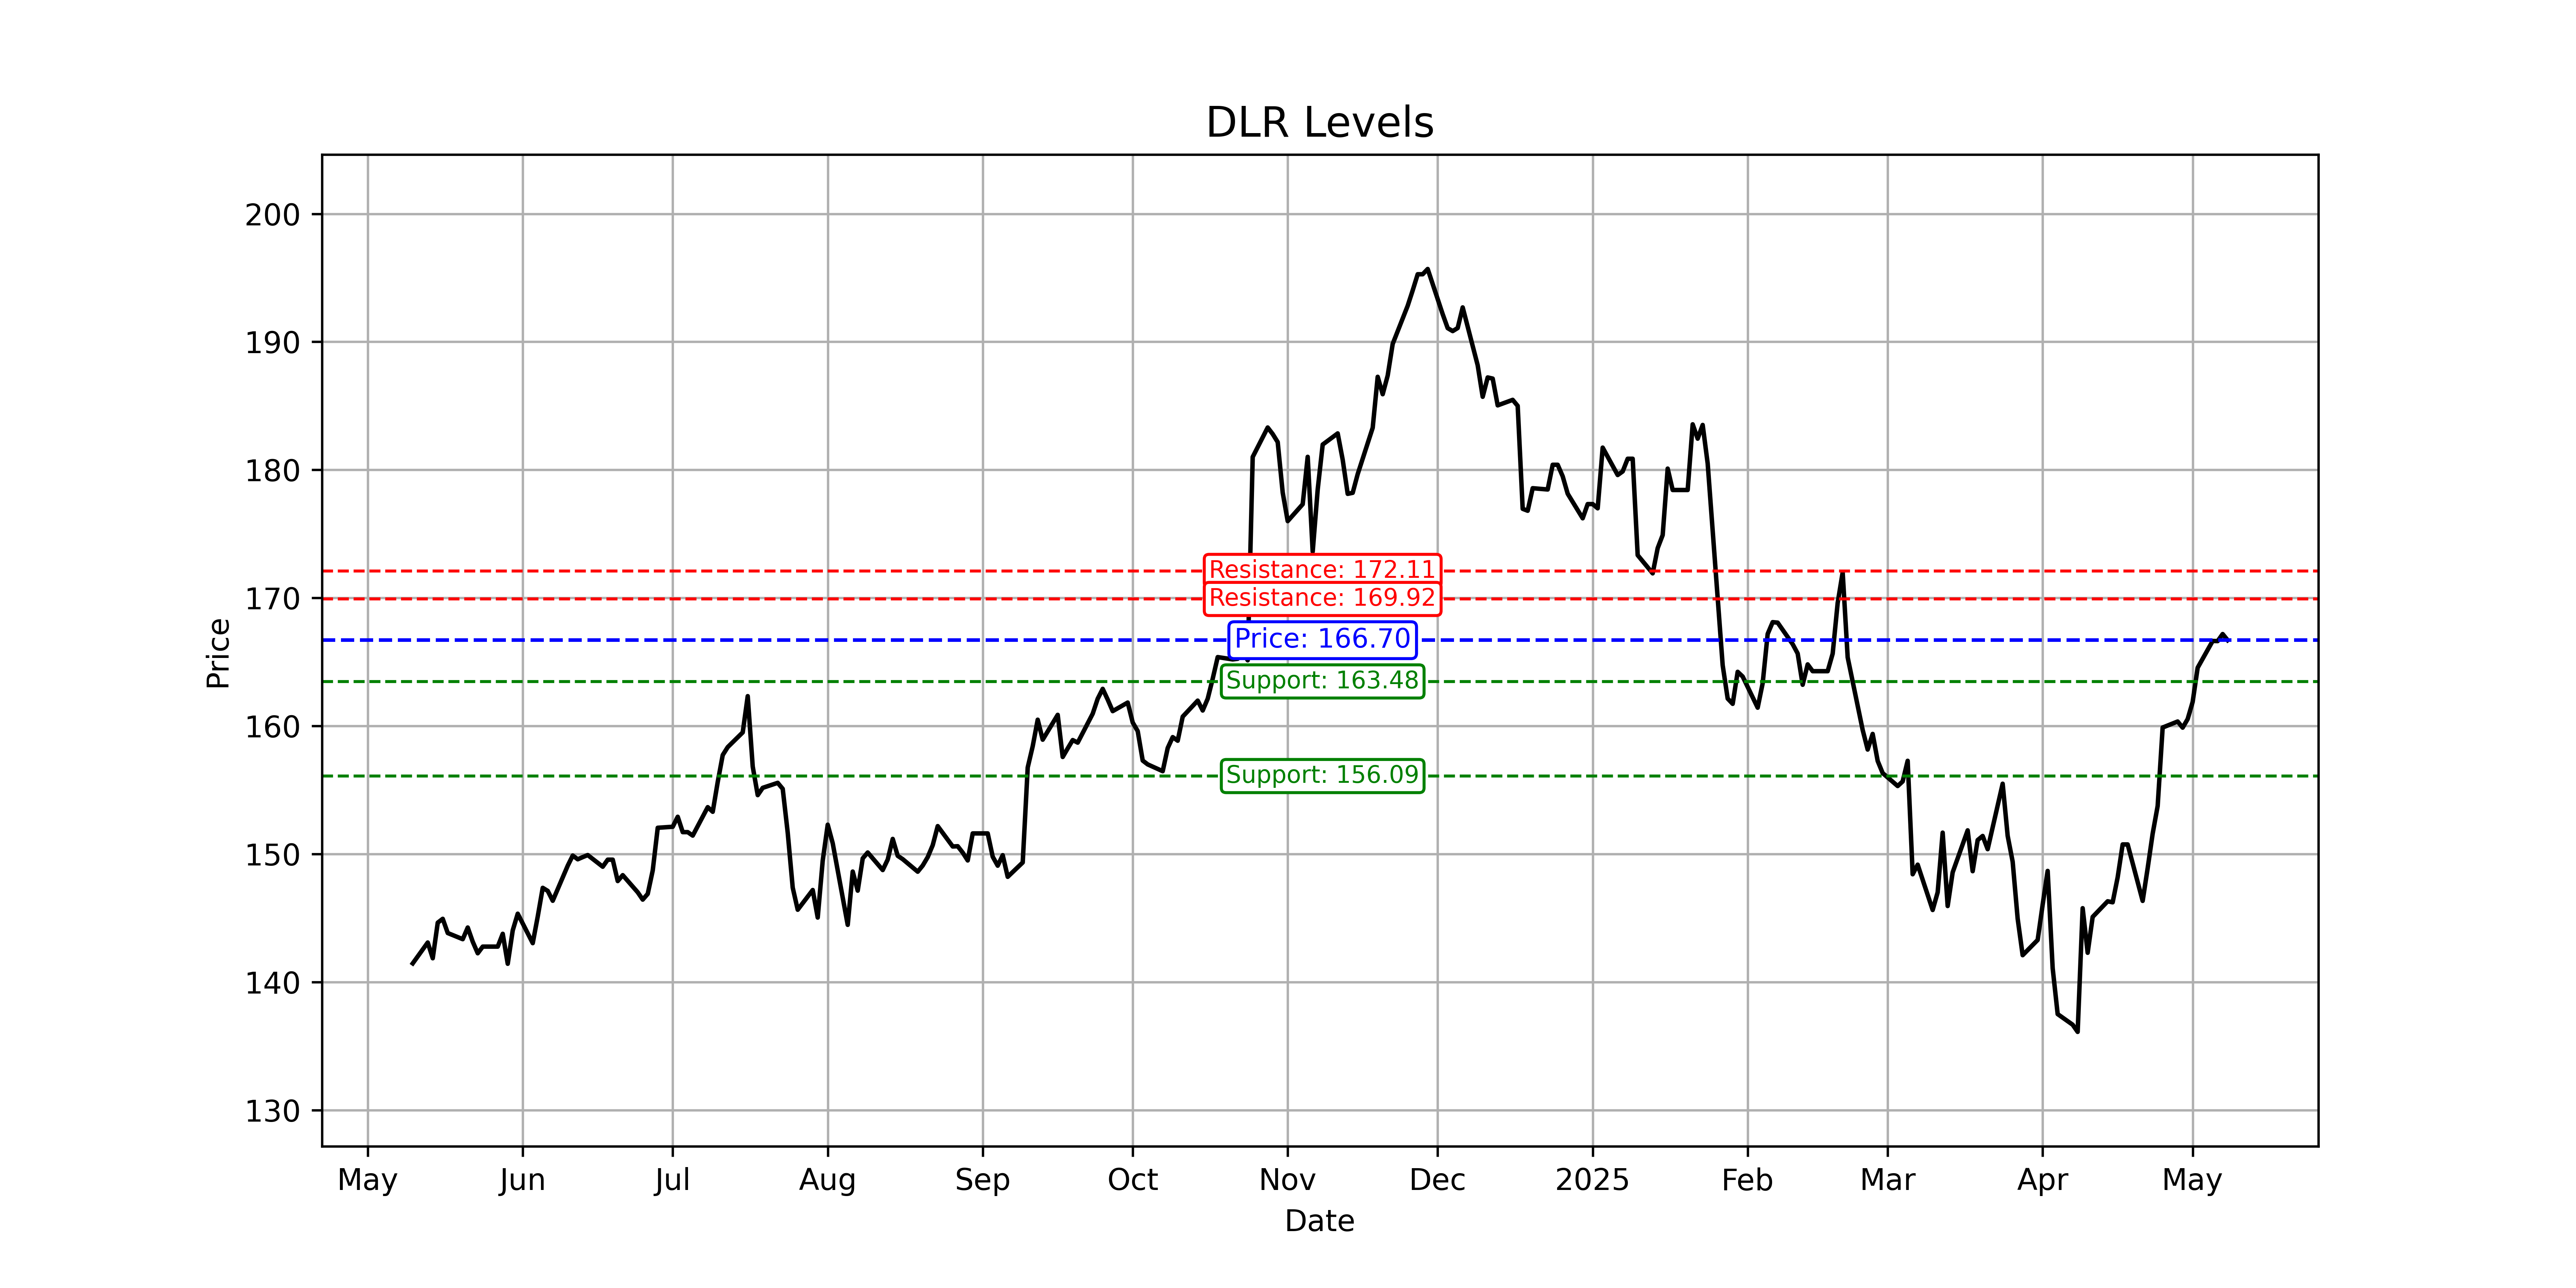 DLR Levels
Price
200
190
180
170
160
150
140
130
Resistance: 172.11
Resistance: 169.92
Price: 166.70
Support: 163.48
Support: 156.09
May Jun Jul Aug Sep Oct Nov Dec 2025 Feb Mar Apr May
Date